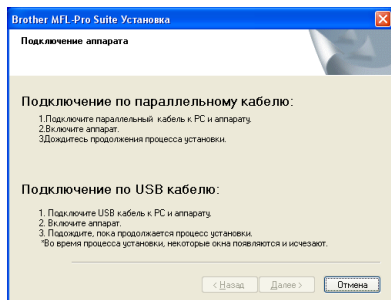 Brother MFL-Pro Suite Установка
Подключение аппарата
Подключение по параллельному кабелю:
1.Подключите параллельный кабель к PC и аппарату.
2.Включите аппарат.
3.Дождитесь продолжения процесса установки.
Подключение по USB кабелю:
1. Подключите USB кабель к PC и аппарату.
2. Включите аппарат.
3. Подождите, пока продолжается процесс установки.
*Во время процесса установки, некоторые окна появляются и исчезают.
< Назад Далее > Отмена